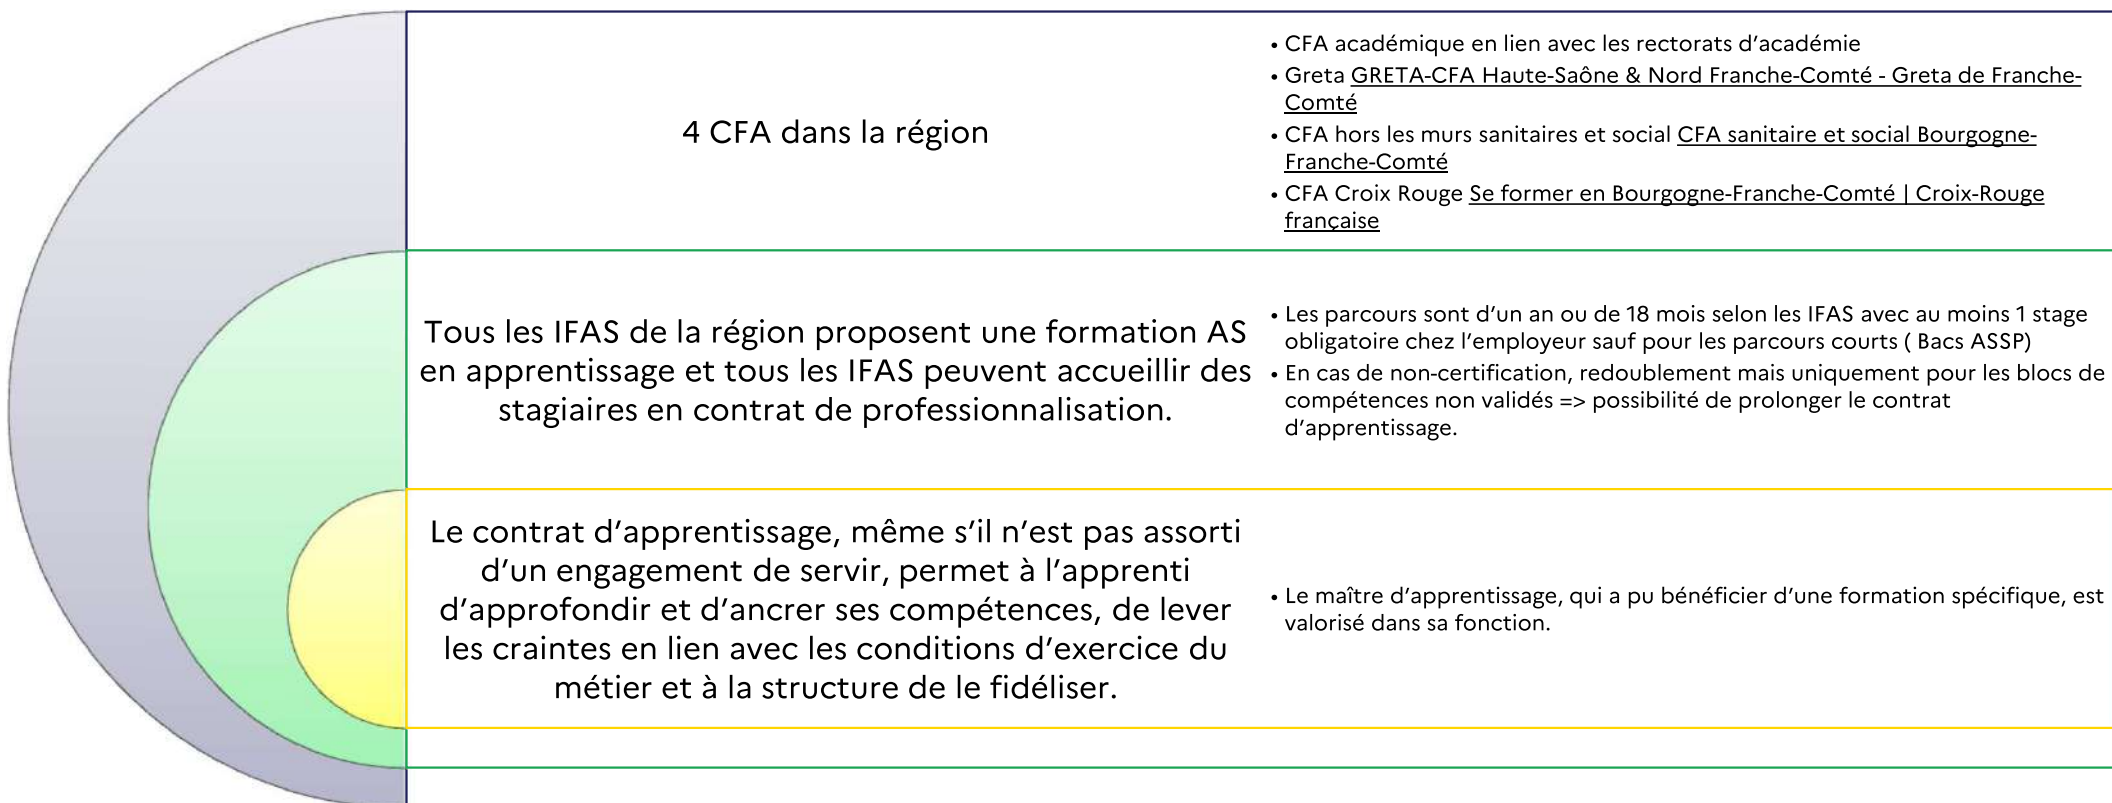 4 CFA dans la région
• CFA académique en lien avec les rectorats d’académie
• Greta GRETA-CFA Haute-Saône & Nord Franche-Comté - Greta de Franche-
Comté
• CFA hors les murs sanitaires et social CFA sanitaire et social Bourgogne-
Franche-Comté
• CFA Croix Rouge Se former en Bourgogne-Franche-Comté | Croix-Rouge
française
Tous les IFAS de la région proposent une formation AS
en apprentissage et tous les IFAS peuvent accueillir des
stagiaires en contrat de professionnalisation.
• Les parcours sont d’un an ou de 18 mois selon les IFAS avec au moins 1 stage
obligatoire chez l’employeur sauf pour les parcours courts ( Bacs ASSP)
• En cas de non-certification, redoublement mais uniquement pour les blocs de
compétences non validés => possibilité de prolonger le contrat
d’apprentissage.
Le contrat d’apprentissage, même s’il n’est pas assorti
d’un engagement de servir, permet à l’apprenti
d’approfondir et d’ancrer ses compétences, de lever
les craintes en lien avec les conditions d’exercice du
métier et à la structure de le fidéliser.
• Le maître d’apprentissage, qui a pu bénéficier d’une formation spécifique, est
valorisé dans sa fonction.